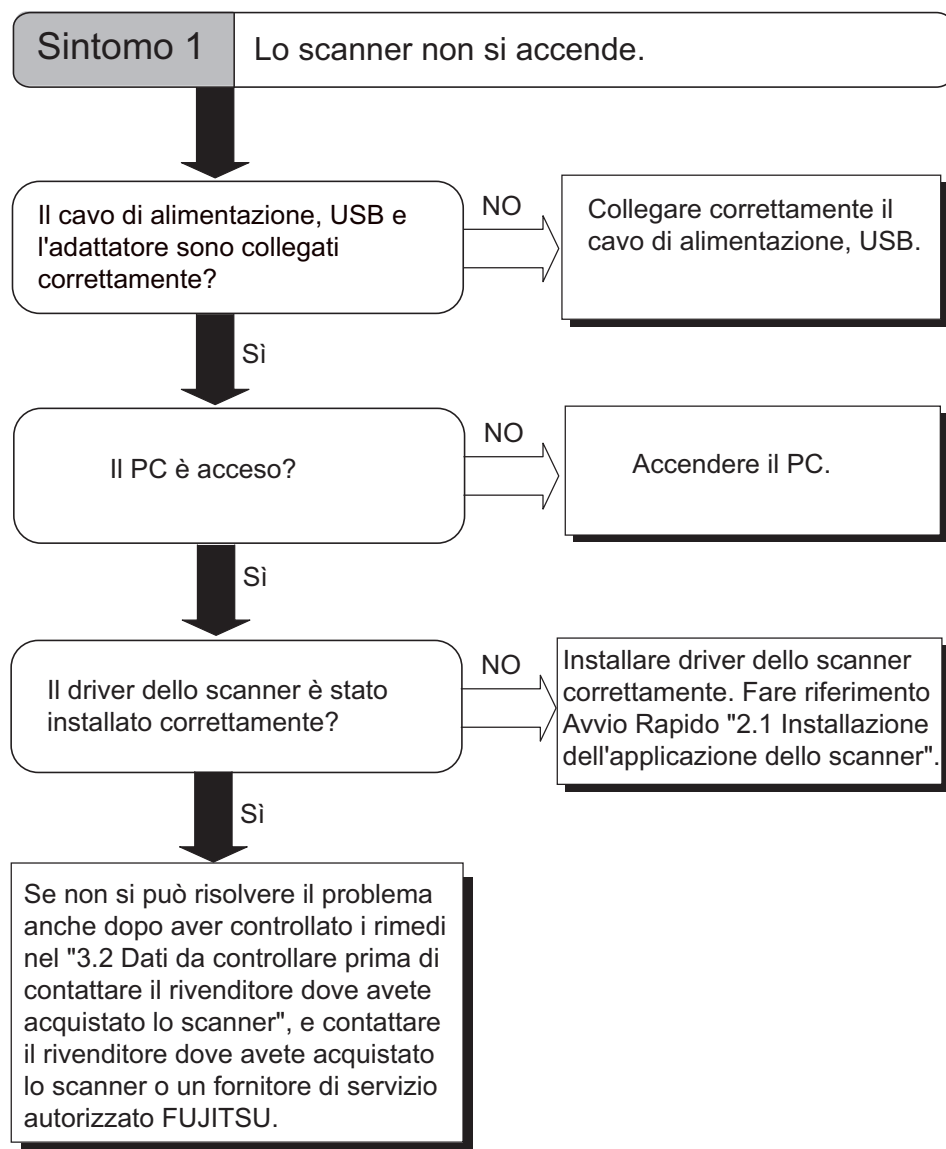 Sintomo 1
Lo scanner non si accende.
Il cavo di alimentazione, USB e
l'adattatore sono collegati
correttamente?
NO
Collegare correttamente il
cavo di alimentazione, USB.
Sì
Il PC è acceso?
NO
Accendere il PC.
Sì
Il driver dello scanner è stato
installato correttamente?
NO
Installare driver dello scanner
correttamente. Fare riferimento
Avvio Rapido "2.1 Installazione
dell'applicazione dello scanner".
Sì
Se non si può risolvere il problema
anche dopo aver controllato i rimedi
nel "3.2 Dati da controllare prima di
contattare il rivenditore dove avete
acquistato lo scanner", e contattare
il rivenditore dove avete acquistato
lo scanner o un fornitore di servizio
autorizzato FUJITSU.